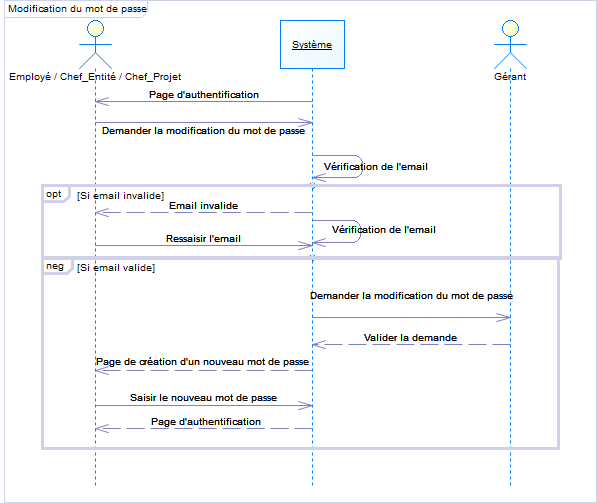 Modification du mot de passe
Système
Employé / Chef_Entité / Chef_Projet
Gérant
Page d'authentification
Demander la modification du mot de passe
Vérification de l'email
opt
[Si email invalide]
Email invalide
Vérification de l'email
Ressaisir l'email
neg
[Si email valide]
Demander la modification du mot de passe
Valider la demande
Page de création d'un nouveau mot de passe
Saisir le nouveau mot de passe
Page d'authentification